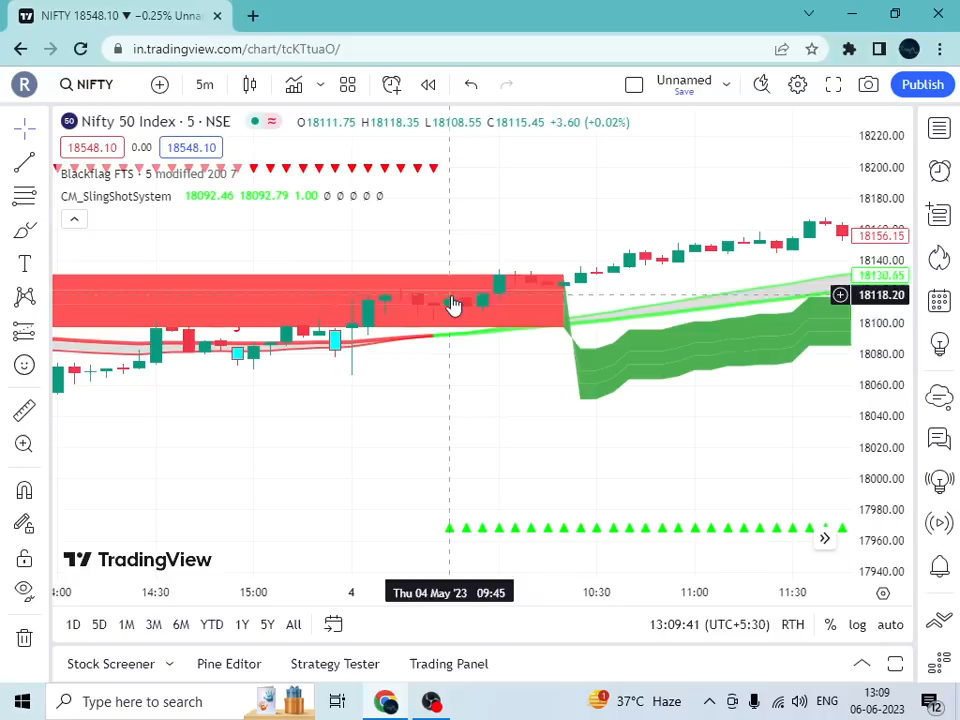 NIFTY 18548.10 ▼ −0.25% Unna
in.tradingview.com/chart/tcKTtuaO/
R
NIFTY
5m
Unnamed
Save
Publish
50 Nifty 50 Index · 5 · NSE
O18111.75 H18118.35 L18108.55 C18115.45 +3.60 (+0.02%)
18548.10 0.00 18548.10
Blackflag FTS · 5 modified 200 7
CM_SlingShotSystem 18092.46 18092.79 1.00 ∅ ∅ ∅ ∅ ∅
18220.00
18200.00
18180.00
18156.15
18140.00
18130.65
18118.20
18100.00
18080.00
18060.00
18040.00
18020.00
18000.00
17980.00
17960.00
17940.00
TradingView
14:30 15:00 4 Thu 04 May '23 09:45 10:30 11:00 11:30
1D 5D 1M 3M 6M YTD 1Y 5Y All
13:09:41 (UTC+5:30) RTH % log auto
Stock Screener Pine Editor Strategy Tester Trading Panel
Type here to search
1
37°C Haze
ENG
13:09
06-06-2023
12